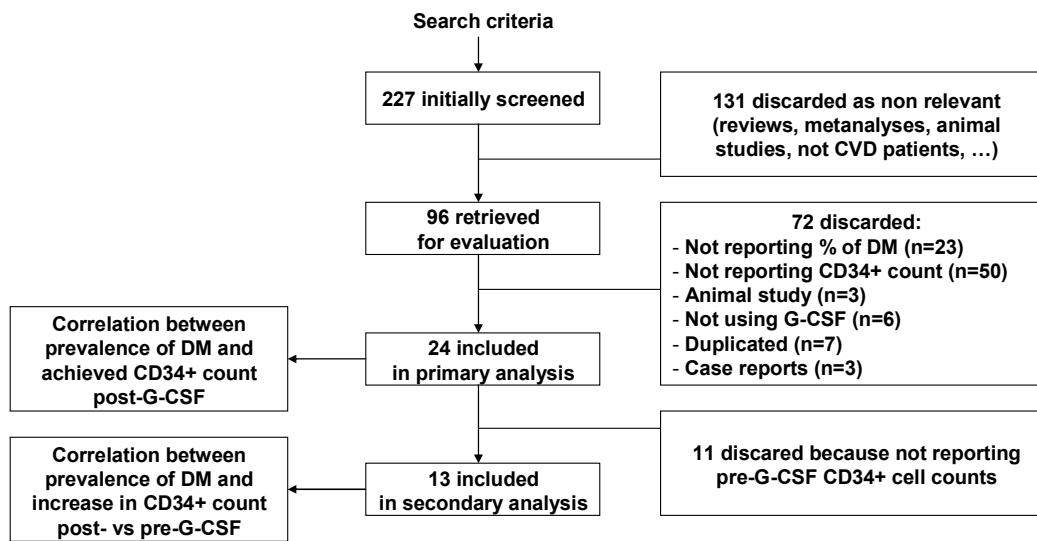 Search criteria
227 initially screened
131 discarded as non relevant
(reviews, metanalyses, animal
studies, not CVD patients, …)
96 retrieved
for evaluation
72 discarded:
- Not reporting % of DM (n=23)
- Not reporting CD34+ count (n=50)
- Animal study (n=3)
- Not using G-CSF (n=6)
- Duplicated (n=7)
- Case reports (n=3)
Correlation between
prevalence of DM and
achieved CD34+ count
post-G-CSF
24 included
in primary analysis
11 discared because not reporting
pre-G-CSF CD34+ cell counts
Correlation between
prevalence of DM and
increase in CD34+ count
post- vs pre-G-CSF
13 included
in secondary analysis